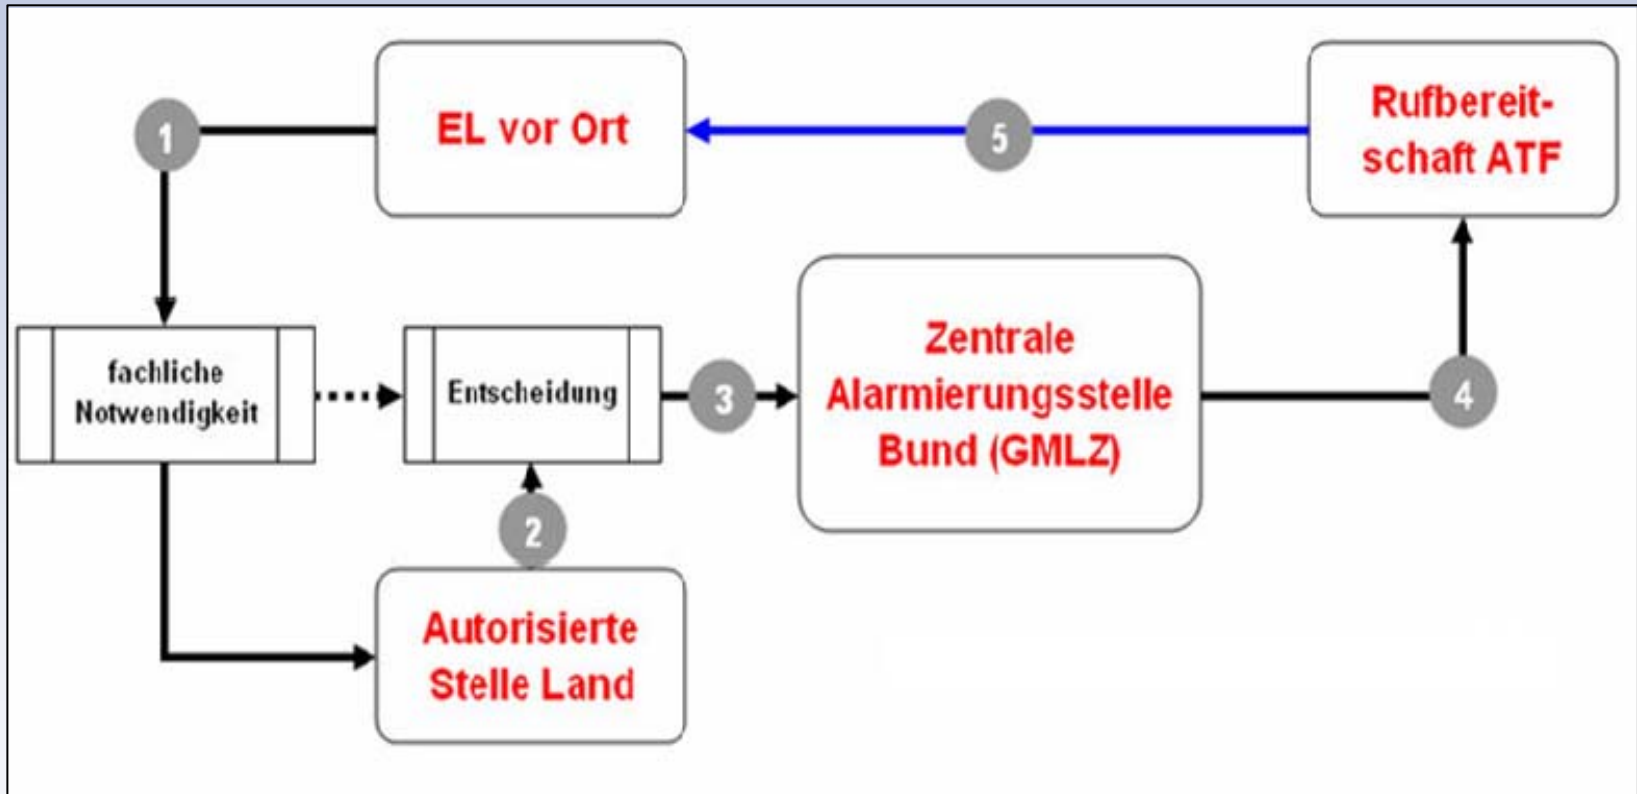 1
EL vor Ort
5
Rufbereit-
schaft ATF
fachliche
Notwendigkeit
Entscheidung
3
Zentrale
Alarmierungsstelle
Bund (GMLZ)
4
2
Autorisierte
Stelle Land